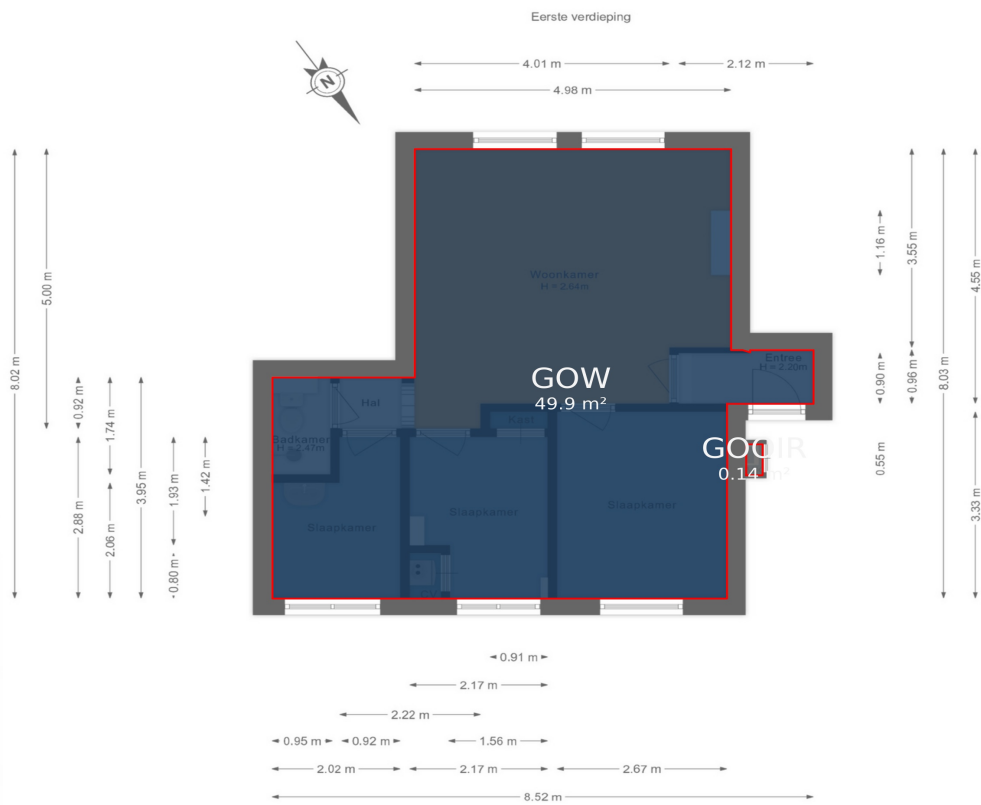 Eerste verdieping
4.01 m
2.12 m
4.98 m
N
8.02 m
5.00 m
0.92 m
1.74 m
3.95 m
2.88 m
2.06 m
1.93 m
1.42 m
0.80 m
1.16 m
3.55 m
4.55 m
8.03 m
0.90 m
0.96 m
0.55 m
3.33 m
Woonkamer
H = 2.64m
Entree
H = 2.20m
GOW
49.9 m²
Hal
Kast
Badkamer
H = 2.47m
GOOIR
0.14 m²
Slaapkamer
Slaapkamer
Slaapkamer
0.91 m
2.17 m
2.22 m
0.95 m
0.92 m
1.56 m
2.02 m
2.17 m
2.67 m
8.52 m